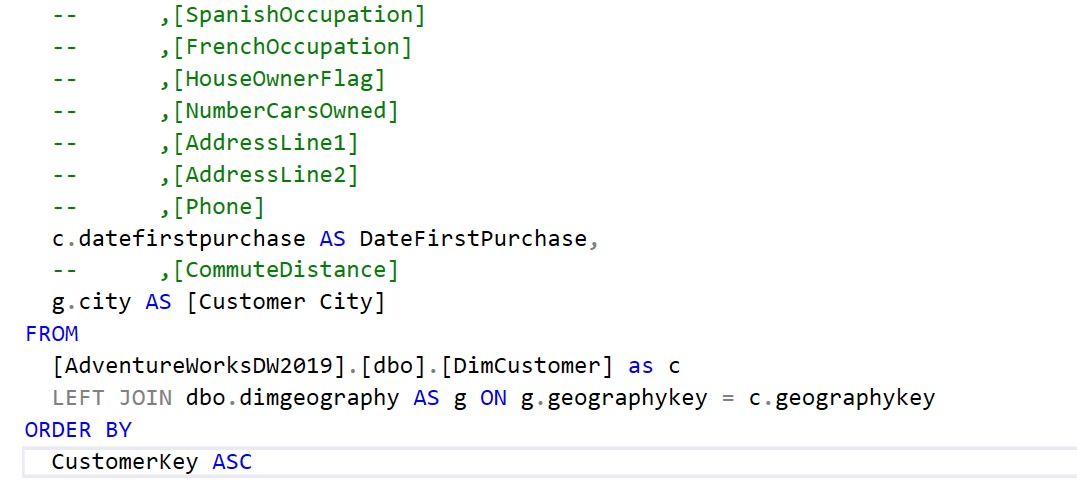 --      ,[SpanishOccupation]
--      ,[FrenchOccupation]
--      ,[HouseOwnerFlag]
--      ,[NumberCarsOwned]
--      ,[AddressLine1]
--      ,[AddressLine2]
--      ,[Phone]
c.datefirstpurchase AS DateFirstPurchase,
--      ,[CommuteDistance]
g.city AS [Customer City]
FROM
[AdventureWorksDW2019].[dbo].[DimCustomer] as c
LEFT JOIN dbo.dimgeography AS g ON g.geographykey = c.geographykey
ORDER BY
CustomerKey ASC